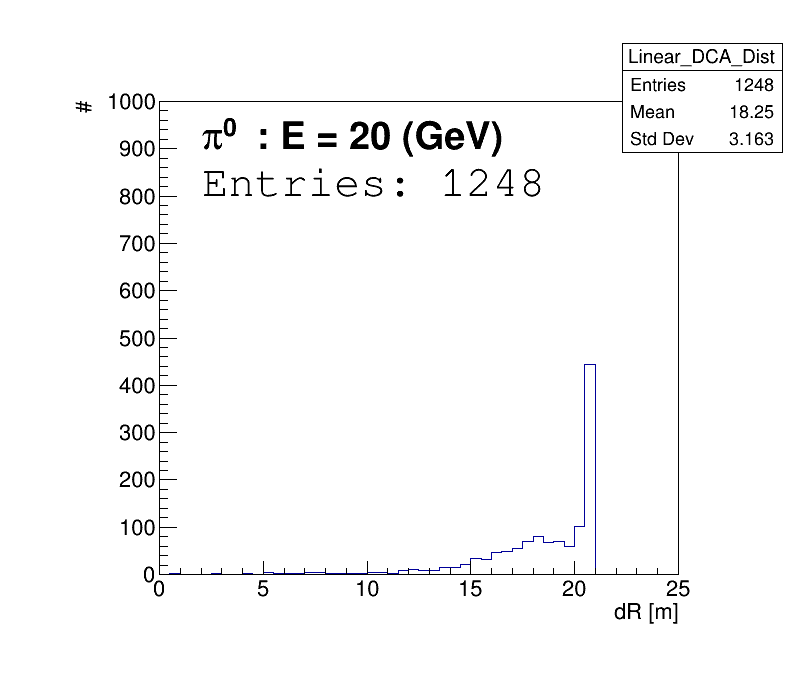 Linear_DCA_Dist
Entries 1248
Mean 18.25
Std Dev 3.163
π⁰ : E = 20 (GeV)
Entries: 1248
#
1000
900
800
700
600
500
400
300
200
100
0
0 5 10 15 20 25
dR [m]